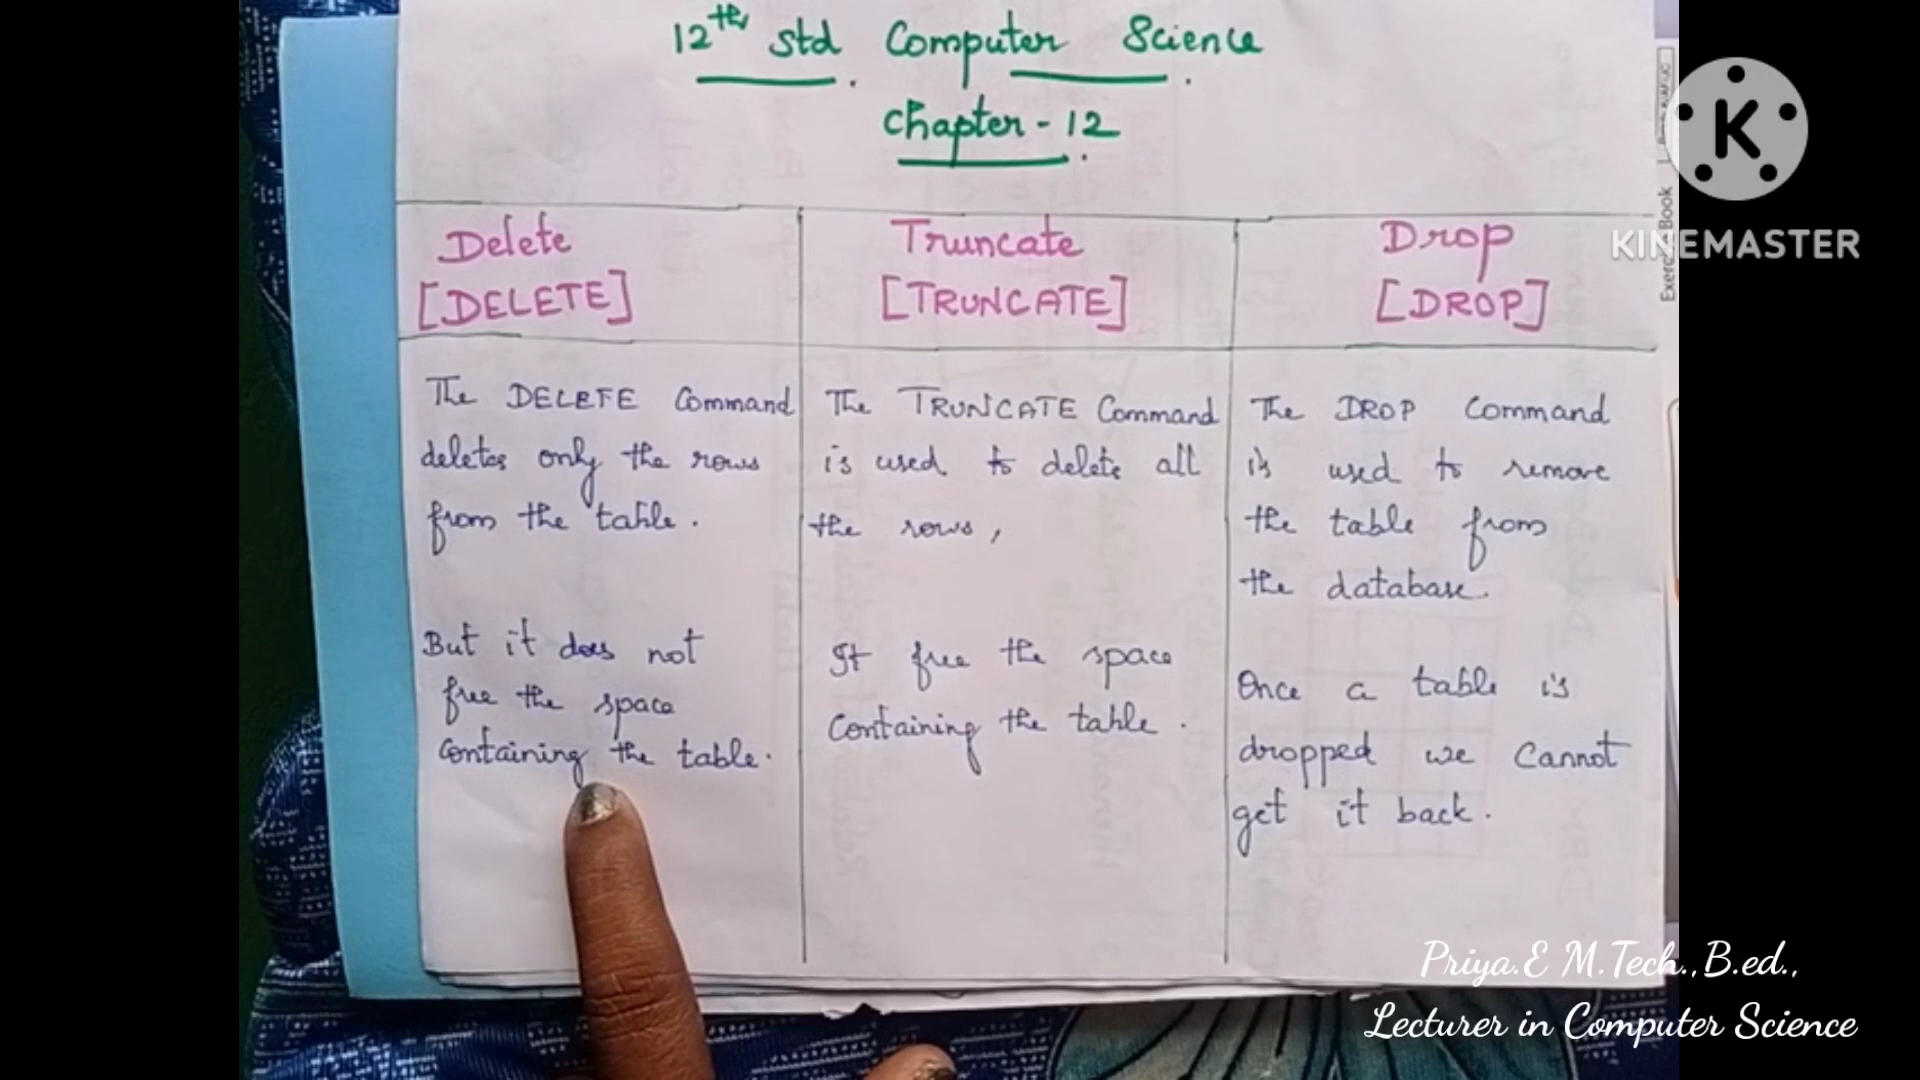 12th std Computer Science
Chapter - 12
Delete
[DELETE]
Truncate
[TRUNCATE]
Drop
[DROP]
The DELETE Command
deletes only the rows
from the table.
But it does not
free the space
containing the table.
The TRUNCATE Command
is used to delete all
the rows,
It free the space
Containing the table.
The DROP Command
is used to remove
the table from
the database.
Once a table is
dropped we Cannot
get it back.
K
KINEMASTER
Book
Priya.E M.Tech.,B.ed.,
Lecturer in Computer Science